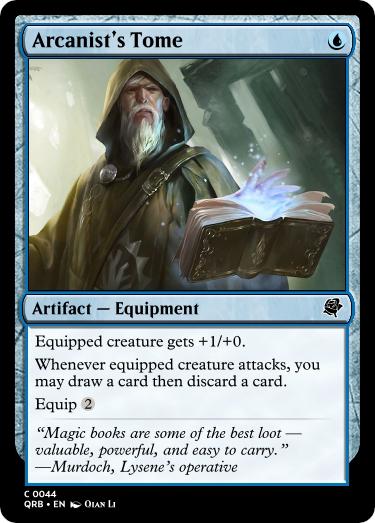 Arcanist's Tome
Artifact — Equipment
Equipped creature gets +1/+0.
Whenever equipped creature attacks, you
may draw a card then discard a card.
Equip 2
"Magic books are some of the best loot —
valuable, powerful, and easy to carry."
—Murdoch, Lysene's operative
C 0044
QRB • EN Qian Li